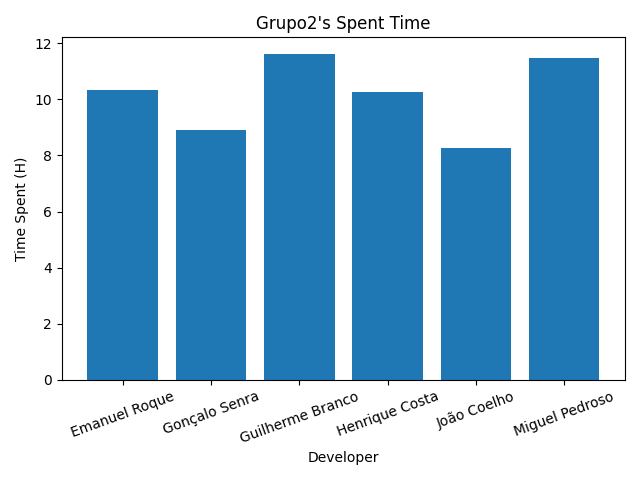 Grupo2's Spent Time
12
10
8
6
4
2
0
Time Spent (H)
Emanuel Roque
Gonçalo Senra
Guilherme Branco
Henrique Costa
João Coelho
Miguel Pedroso
Developer